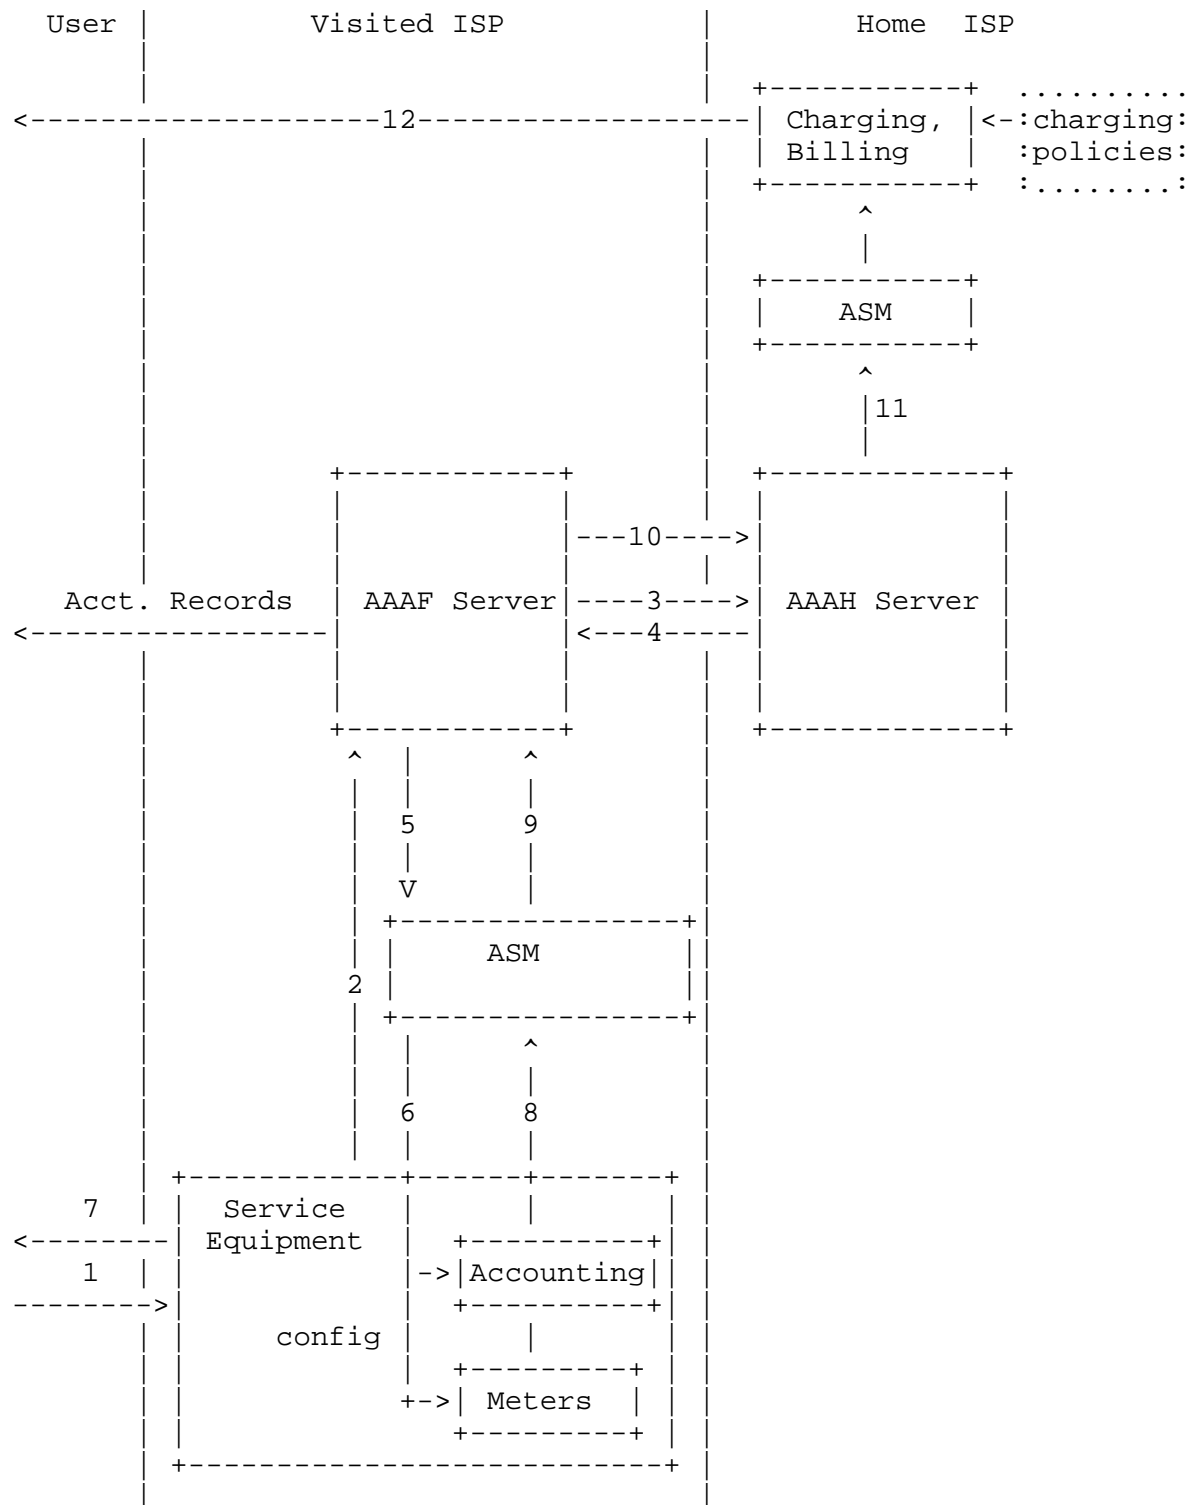 User Visited ISP Home ISP
12 Charging, charging
Billing policies
ASM
11
10
Acct. Records AAAF Server 3 AAAH Server
4
5 9
V
ASM
2
6 8
7 Service
Equipment
1 Accounting
config
Meters